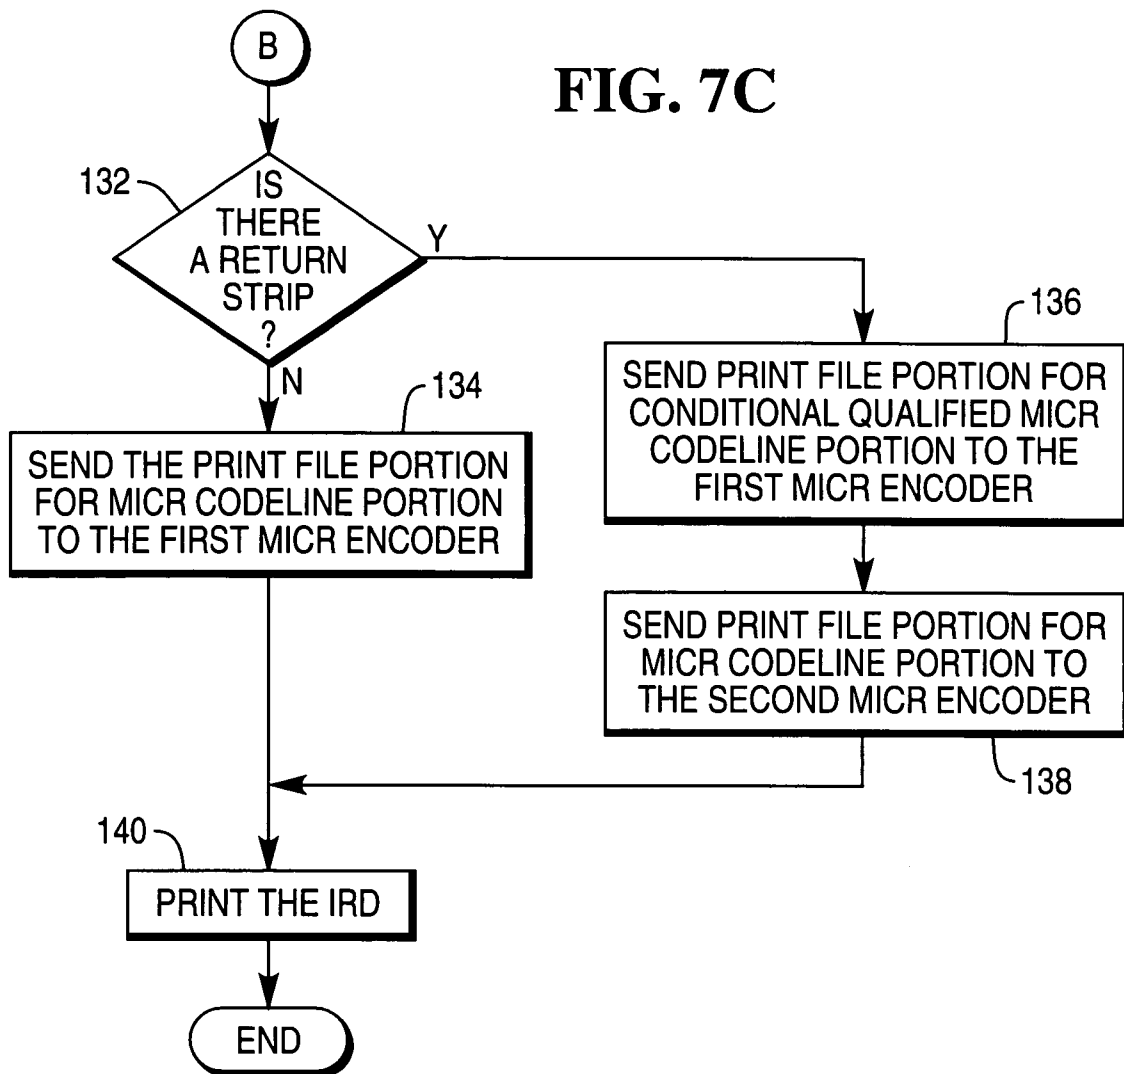 B
FIG. 7C
132
IS
THERE
A RETURN
STRIP
?
Y
N
134
SEND THE PRINT FILE PORTION
FOR MICR CODELINE PORTION
TO THE FIRST MICR ENCODER
136
SEND PRINT FILE PORTION FOR
CONDITIONAL QUALIFIED MICR
CODELINE PORTION TO THE
FIRST MICR ENCODER
SEND PRINT FILE PORTION FOR
MICR CODELINE PORTION TO
THE SECOND MICR ENCODER
138
140
PRINT THE IRD
END